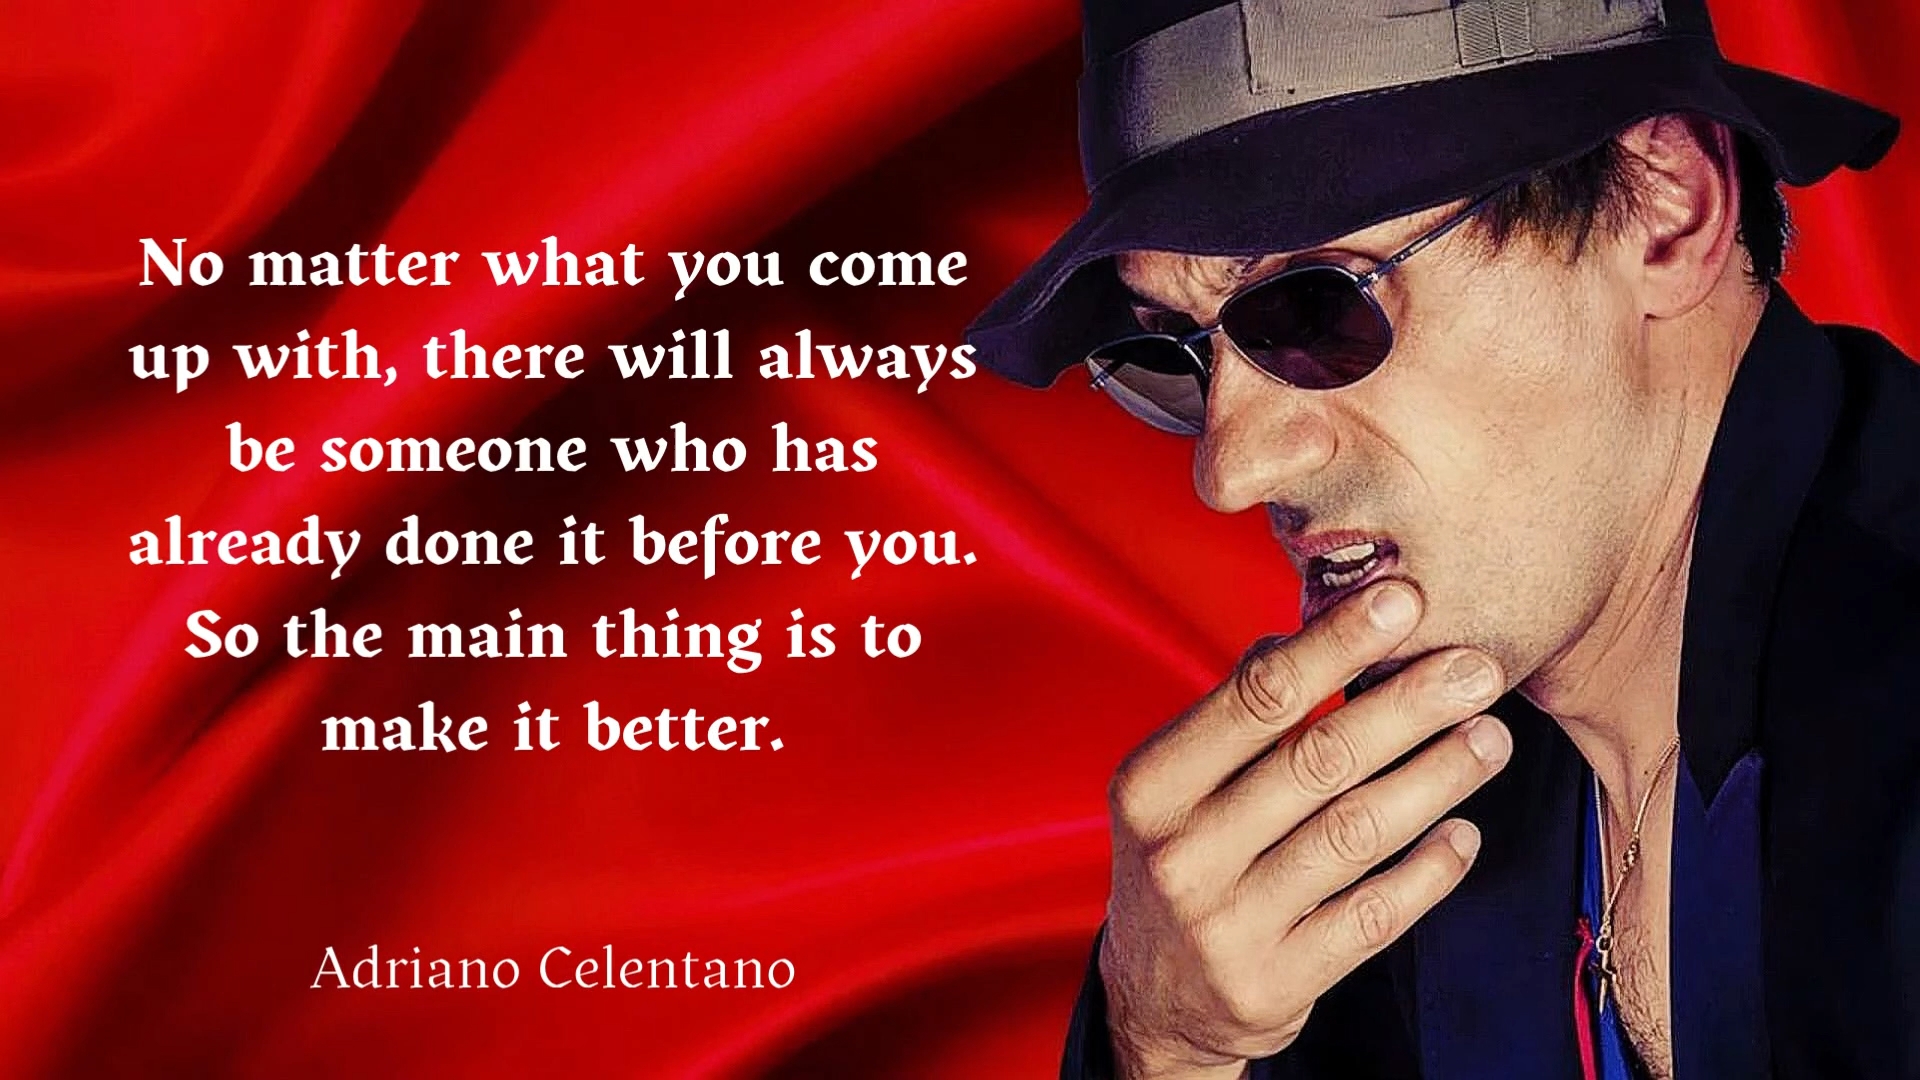 No matter what you come
up with, there will always
be someone who has
already done it before you.
So the main thing is to
make it better.
Adriano Celentano